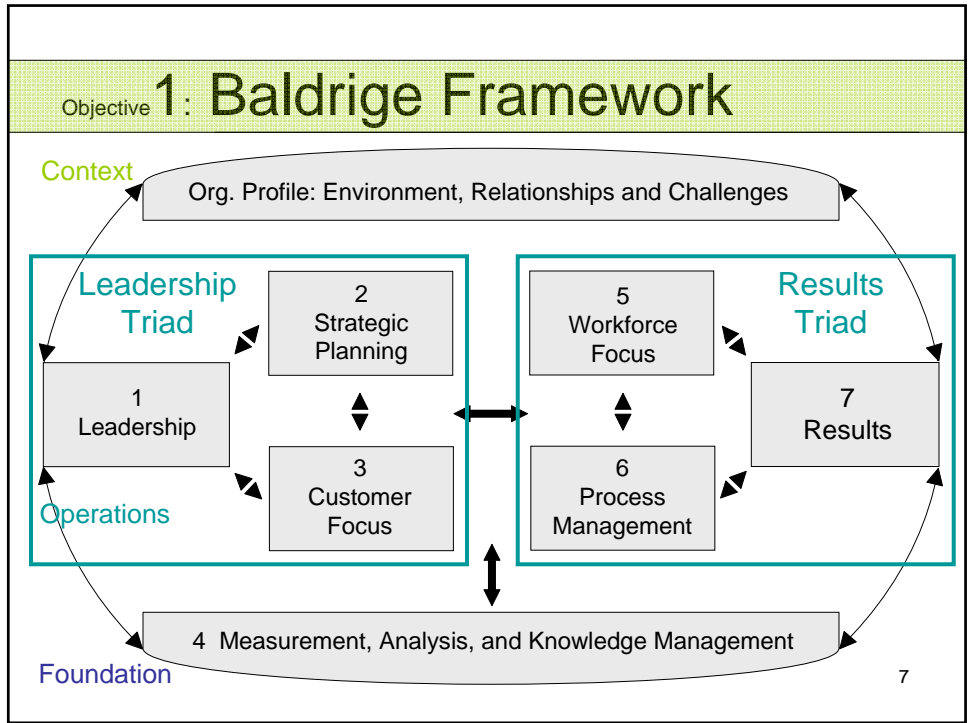 Objective 1: Baldrige Framework
Context
Org. Profile: Environment, Relationships and Challenges
Leadership
Triad
2
Strategic
Planning
1
Leadership
3
Customer
Focus
Operations
5
Workforce
Focus
Results
Triad
7
Results
6
Process
Management
4 Measurement, Analysis, and Knowledge Management
Foundation
7